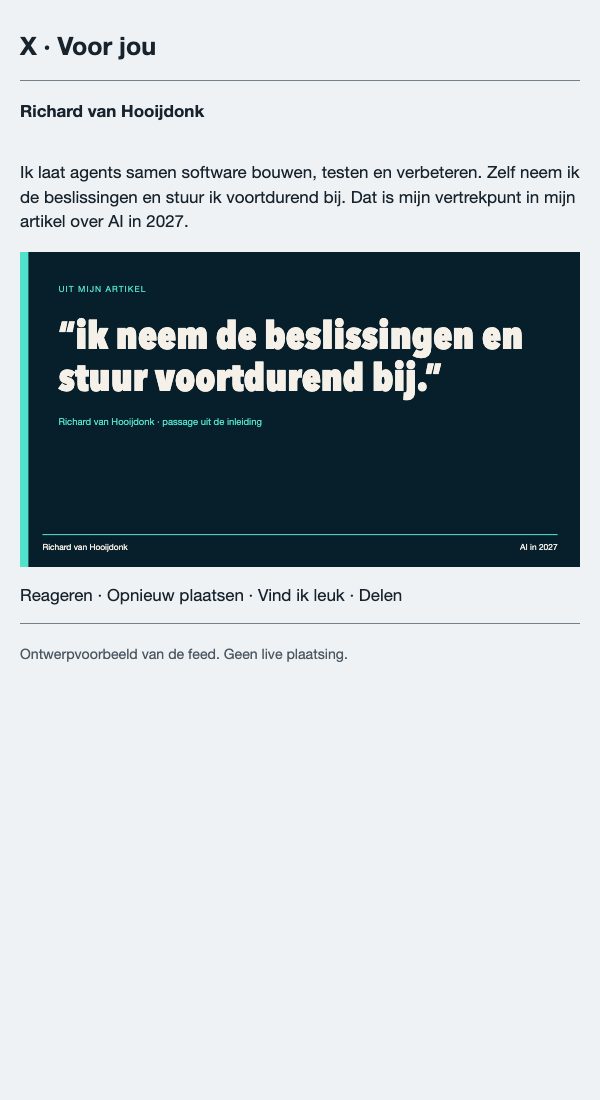 X · Voor jou
Richard van Hooijdonk
Ik laat agents samen software bouwen, testen en verbeteren. Zelf neem ik
de beslissingen en stuur ik voortdurend bij. Dat is mijn vertrekpunt in mijn
artikel over AI in 2027.
UIT MIJN ARTIKEL
“ik neem de beslissingen en
stuur voortdurend bij.”
Richard van Hooijdonk · passage uit de inleiding
Richard van Hooijdonk
AI in 2027
Reageren · Opnieuw plaatsen · Vind ik leuk · Delen
Ontwerpvoorbeeld van de feed. Geen live plaatsing.